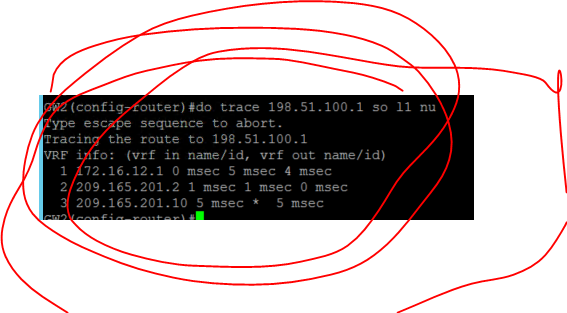 GW2(config-router)#do trace 198.51.100.1 so l1 nu
Type escape sequence to abort.
Tracing the route to 198.51.100.1
VRF info: (vrf in name/id, vrf out name/id)
1 172.16.12.1 0 msec 5 msec 4 msec
2 209.165.201.2 1 msec 1 msec 0 msec
3 209.165.201.10 5 msec * 5 msec
GW2(config-router)#